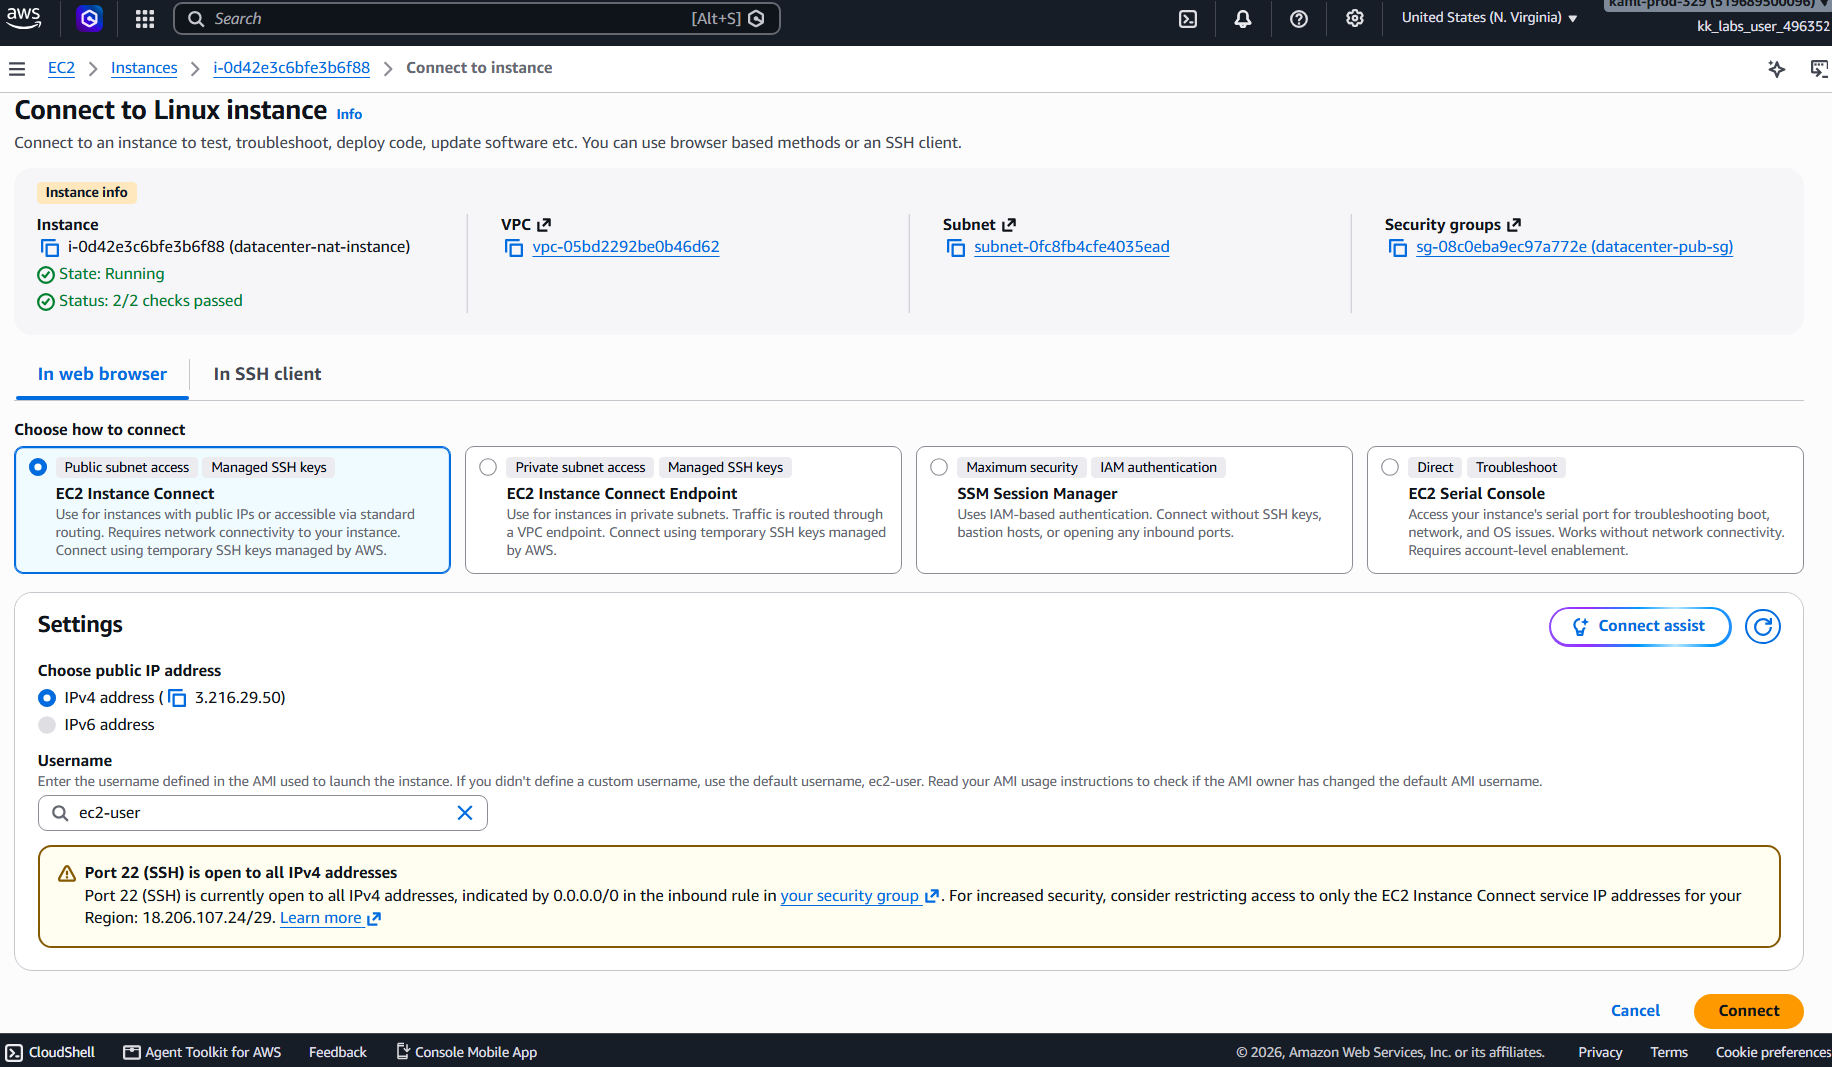 aws
Search [Alt+S]
United States (N. Virginia)
kaml-prod-329 (519689500096)
kk_labs_user_496352
EC2
Instances
i-0d42e3c6bfe3b6f88
Connect to instance
Connect to Linux instance Info
Connect to an instance to test, troubleshoot, deploy code, update software etc. You can use browser based methods or an SSH client.
Instance info
Instance
i-0d42e3c6bfe3b6f88 (datacenter-nat-instance)
State: Running
Status: 2/2 checks passed
VPC
vpc-05bd2292be0b46d62
Subnet
subnet-0fc8fb4cfe4035ead
Security groups
sg-08c0eba9ec97a772e (datacenter-pub-sg)
In web browser
In SSH client
Choose how to connect
Public subnet access Managed SSH keys
EC2 Instance Connect
Use for instances with public IPs or accessible via standard
routing. Requires network connectivity to your instance.
Connect using temporary SSH keys managed by AWS.
Private subnet access Managed SSH keys
EC2 Instance Connect Endpoint
Use for instances in private subnets. Traffic is routed through
a VPC endpoint. Connect using temporary SSH keys managed
by AWS.
Maximum security IAM authentication
SSM Session Manager
Uses IAM-based authentication. Connect without SSH keys,
bastion hosts, or opening any inbound ports.
Direct Troubleshoot
EC2 Serial Console
Access your instance's serial port for troubleshooting boot,
network, and OS issues. Works without network connectivity.
Requires account-level enablement.
Settings
Connect assist
Choose public IP address
IPv4 address ( 3.216.29.50)
IPv6 address
Username
Enter the username defined in the AMI used to launch the instance. If you didn't define a custom username, use the default username, ec2-user. Read your AMI usage instructions to check if the AMI owner has changed the default AMI username.
ec2-user
Port 22 (SSH) is open to all IPv4 addresses
Port 22 (SSH) is currently open to all IPv4 addresses, indicated by 0.0.0.0/0 in the inbound rule in your security group . For increased security, consider restricting access to only the EC2 Instance Connect service IP addresses for your
Region: 18.206.107.24/29. Learn more
Cancel
Connect
CloudShell
Agent Toolkit for AWS
Feedback
Console Mobile App
© 2026, Amazon Web Services, Inc. or its affiliates.
Privacy
Terms
Cookie preferences